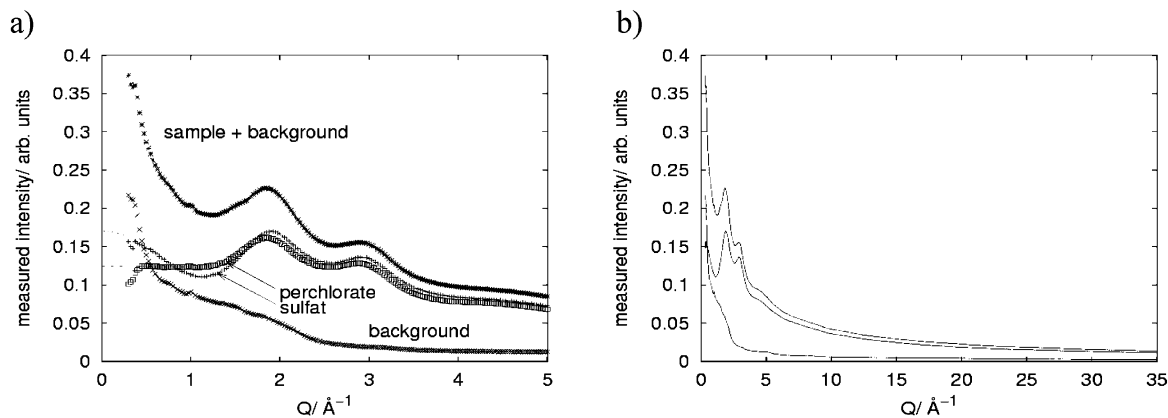 a)
0.4
0.35
0.3
0.25
0.2
0.15
0.1
0.05
0
measured intensity/ arb. units
sample + background
perchlorate
sulfat
background
0 1 2 3 4 5
Q/ Å⁻¹
b)
0.4
0.35
0.3
0.25
0.2
0.15
0.1
0.05
0
measured intensity/ arb. units
0 5 10 15 20 25 30 35
Q/ Å⁻¹